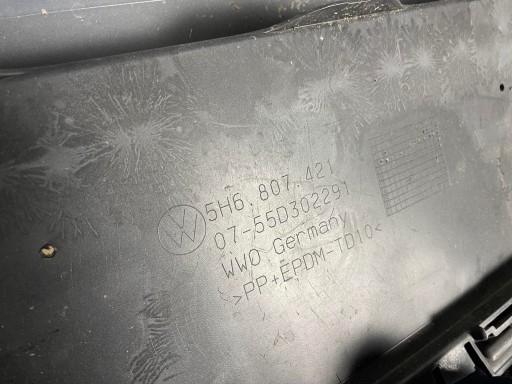 5H6.807.421
07-55D302291
WWO Germany
>PP+EPDM-TD10<